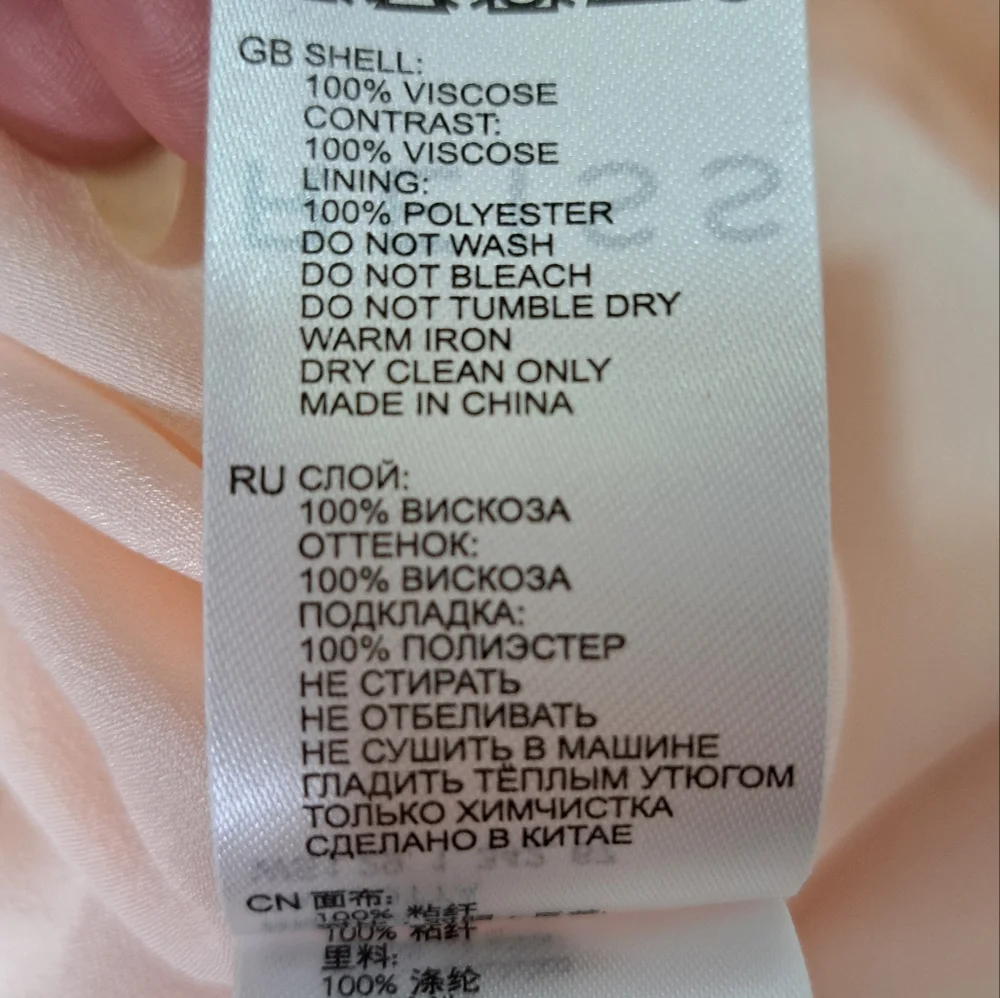 GB SHELL:
100% VISCOSE
CONTRAST:
100% VISCOSE
LINING:
100% POLYESTER
DO NOT WASH
DO NOT BLEACH
DO NOT TUMBLE DRY
WARM IRON
DRY CLEAN ONLY
MADE IN CHINA
RU СЛОЙ:
100% ВИСКОЗА
ОТТЕНОК:
100% ВИСКОЗА
ПОДКЛАДКА:
100% ПОЛИЭСТЕР
НЕ СТИРАТЬ
НЕ ОТБЕЛИВАТЬ
НЕ СУШИТЬ В МАШИНЕ
ГЛАДИТЬ ТЁПЛЫМ УТЮГОМ
ТОЛЬКО ХИМЧИСТКА
СДЕЛАНО В КИТАЕ
CN 面布:
100% 粘纤
100% 粘纤
里料:
100% 涤纶